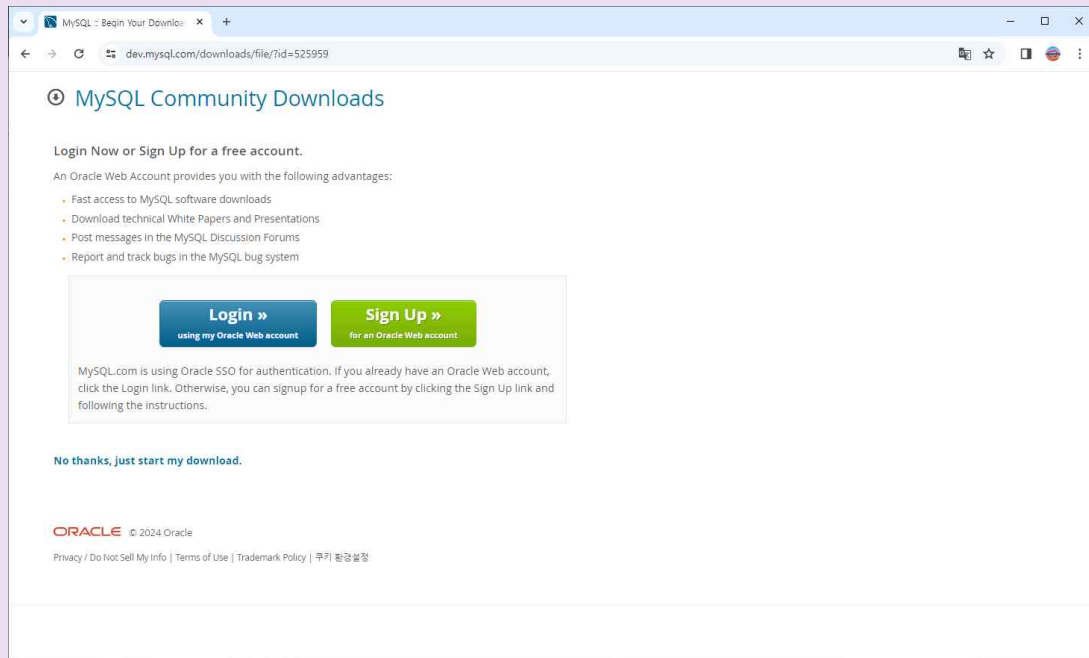 MySQL :: Begin Your Downloa
dev.mysql.com/downloads/file/?id=525959
MySQL Community Downloads
Login Now or Sign Up for a free account.
An Oracle Web Account provides you with the following advantages:
Fast access to MySQL software downloads
Download technical White Papers and Presentations
Post messages in the MySQL Discussion Forums
Report and track bugs in the MySQL bug system
Login »
using my Oracle Web account
Sign Up »
for an Oracle Web account
MySQL.com is using Oracle SSO for authentication. If you already have an Oracle Web account,
click the Login link. Otherwise, you can signup for a free account by clicking the Sign Up link and
following the instructions.
No thanks, just start my download.
ORACLE © 2024 Oracle
Privacy / Do Not Sell My Info | Terms of Use | Trademark Policy | 쿠키 환경설정